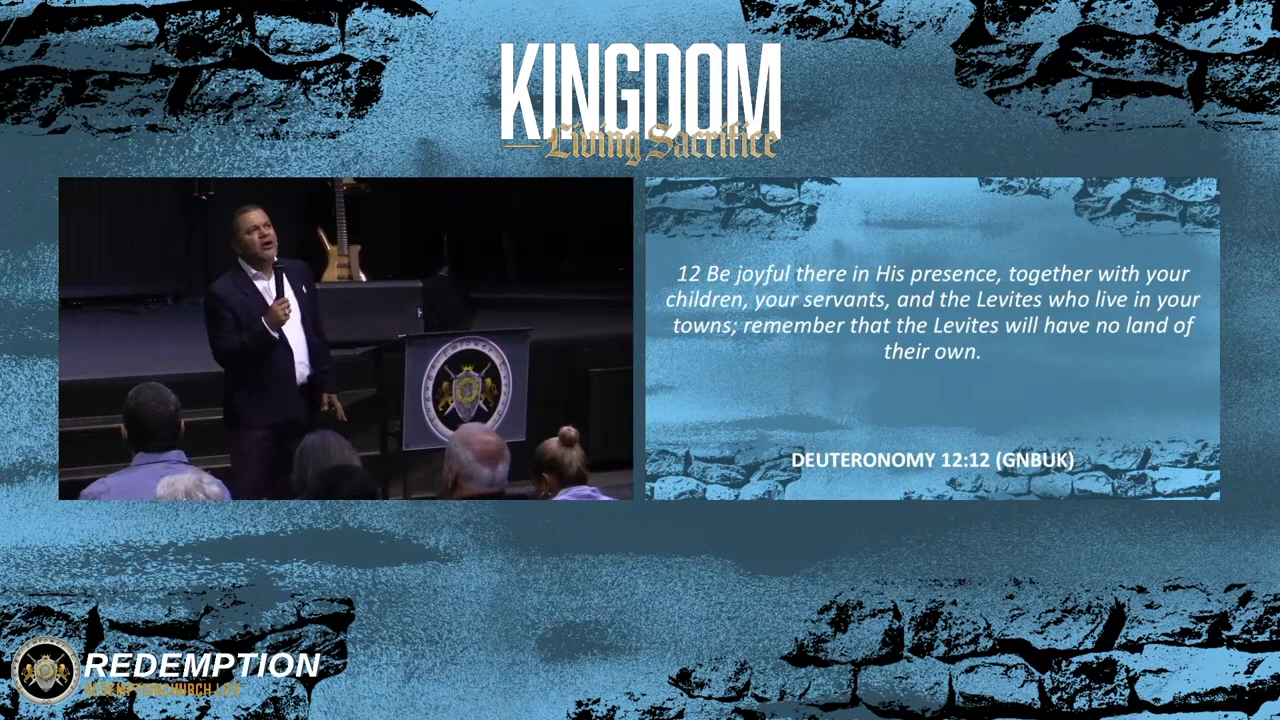 KINGDOM
Living Sacrifice
12 Be joyful there in His presence, together with your
children, your servants, and the Levites who live in your
towns; remember that the Levites will have no land of
their own.
DEUTERONOMY 12:12 (GNBUK)
REDEMPTION
REDEMPTIONCHURCH.LIFE